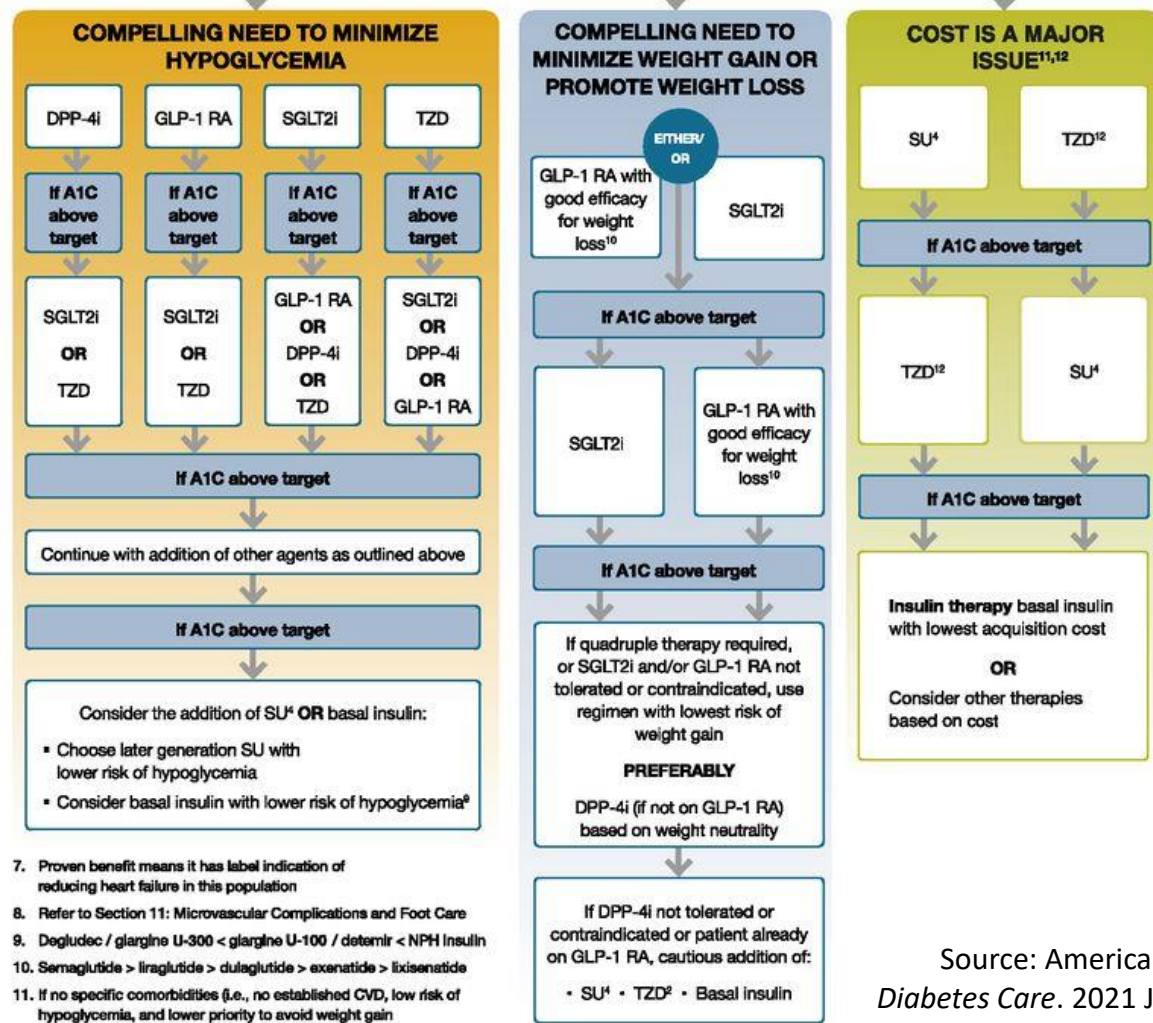 COMPELLING NEED TO MINIMIZE
HYPOGLYCEMIA
DPP-4i
GLP-1 RA
SGLT2i
TZD
If A1C
above
target
If A1C
above
target
If A1C
above
target
If A1C
above
target
SGLT2i
OR
TZD
SGLT2i
OR
TZD
GLP-1 RA
OR
DPP-4i
OR
TZD
SGLT2i
OR
DPP-4i
OR
GLP-1 RA
If A1C above target
Continue with addition of other agents as outlined above
If A1C above target
Consider the addition of SU⁴ OR basal insulin:
▪ Choose later generation SU with
lower risk of hypoglycemia
▪ Consider basal insulin with lower risk of hypoglycemia⁹
COMPELLING NEED TO
MINIMIZE WEIGHT GAIN OR
PROMOTE WEIGHT LOSS
EITHER/
OR
GLP-1 RA with
good efficacy
for weight
loss¹⁰
SGLT2i
If A1C above target
SGLT2i
GLP-1 RA with
good efficacy
for weight
loss¹⁰
If A1C above target
If quadruple therapy required,
or SGLT2i and/or GLP-1 RA not
tolerated or contraindicated, use
regimen with lowest risk of
weight gain
PREFERABLY
DPP-4i (if not on GLP-1 RA)
based on weight neutrality
If DPP-4i not tolerated or
contraindicated or patient already
on GLP-1 RA, cautious addition of:
• SU⁴ • TZD² • Basal insulin
COST IS A MAJOR
ISSUE¹¹,¹²
SU⁴
TZD¹²
If A1C above target
TZD¹²
SU⁴
If A1C above target
Insulin therapy basal insulin
with lowest acquisition cost
OR
Consider other therapies
based on cost
7. Proven benefit means it has label indication of
reducing heart failure in this population
8. Refer to Section 11: Microvascular Complications and Foot Care
9. Degludec / glargine U-300 < glargine U-100 / detemir < NPH insulin
10. Semaglutide > liraglutide > dulaglutide > exenatide > lixisenatide
11. If no specific comorbidities (i.e., no established CVD, low risk of
hypoglycemia, and lower priority to avoid weight gain
Source: America
Diabetes Care. 2021 J